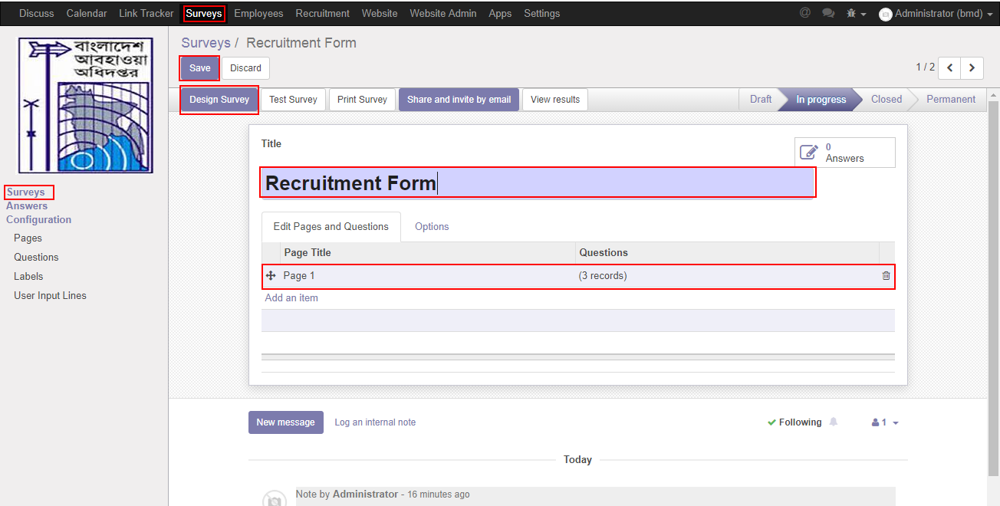 Discuss Calendar Link Tracker Surveys Employees Recruitment Website Website Admin Apps Settings @ Administrator (bmd)
বাংলাদেশ
আবহাওয়া
অধিদপ্তর
Surveys
Answers
Configuration
Pages
Questions
Labels
User Input Lines
Surveys / Recruitment Form
Save Discard 1 / 2
Design Survey Test Survey Print Survey Share and invite by email View results Draft In progress Closed Permanent
Title
0
Answers
Recruitment Form
Edit Pages and Questions Options
Page Title Questions
Page 1 (3 records)
Add an item
New message Log an internal note Following 1
Today
Note by Administrator - 16 minutes ago